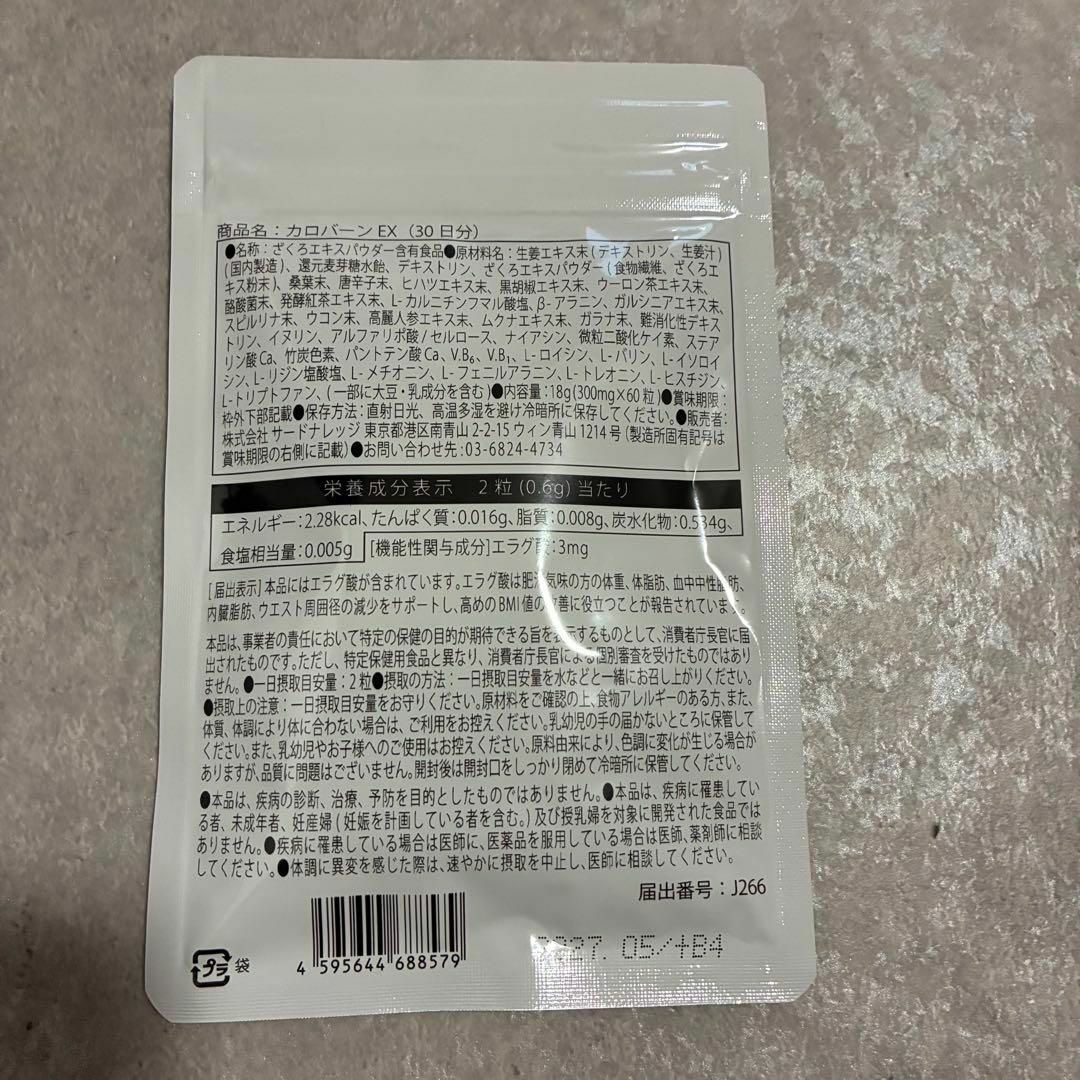 商品名：カロバーンEX（30日分）
●名称：ざくろエキスパウダー含有食品●原材料名：生姜エキス末(デキストリン、生姜汁)
(国内製造)、還元麦芽糖水飴、デキストリン、ざくろエキスパウダー(食物繊維、ざくろエ
キス粉末)、桑葉末、唐辛子末、ヒハツエキス末、黒胡椒エキス末、ウーロン茶エキス末、
酪酸菌末、発酵紅茶エキス末、L-カルニチンフマル酸塩、β-アラニン、ガルシニアエキス末、
スピルリナ末、ウコン末、高麗人参エキス末、ムクナエキス末、ガラナ末、難消化性デキス
トリン、イヌリン、アルファリポ酸/セルロース、ナイアシン、微粒二酸化ケイ素、ステア
リン酸Ca、竹炭色素、パントテン酸Ca、V.B₆、V.B₁、L-ロイシン、L-バリン、L-イソロイ
シン、L-リジン塩酸塩、L-メチオニン、L-フェニルアラニン、L-トレオニン、L-ヒスチジン、
L-トリプトファン、(一部に大豆・乳成分を含む)●内容量：18g(300mg×60粒)●賞味期限：
枠外下部記載●保存方法：直射日光、高温多湿を避け冷暗所に保存してください。●販売者：
株式会社 サードナレッジ 東京都港区南青山2-2-15 ウィン青山1214号(製造所固有記号は
賞味期限の右側に記載)●お問い合わせ先：03-6824-4734
栄養成分表示 2粒(0.6g)当たり
エネルギー：2.28kcal、たんぱく質：0.016g、脂質：0.008g、炭水化物：0.534g、
食塩相当量：0.005g [機能性関与成分]エラグ酸：3mg
[届出表示]本品にはエラグ酸が含まれています。エラグ酸は肥満気味の方の体重、体脂肪、血中中性脂肪、
内臓脂肪、ウエスト周囲径の減少をサポートし、高めのBMI値の改善に役立つことが報告されています。
本品は、事業者の責任において特定の保健の目的が期待できる旨を表示するものとして、消費者庁長官に届
出されたものです。ただし、特定保健用食品と異なり、消費者庁長官による個別審査を受けたものではあり
ません。●一日摂取目安量：2粒●摂取の方法：一日摂取目安量を水などと一緒にお召し上がりください。
●摂取上の注意：一日摂取目安量をお守りください。原材料をご確認の上、食物アレルギーのある方、また、
体質、体調により体に合わない場合は、ご利用をお控えください。乳幼児の手の届かないところに保管して
ください。また、乳幼児やお子様へのご使用はお控えください。原料由来により、色調に変化が生じる場合が
ありますが、品質に問題はございません。開封後は開封口をしっかり閉めて冷暗所に保管してください。
●本品は、疾病の診断、治療、予防を目的としたものではありません。●本品は、疾病に罹患してい
る者、未成年者、妊産婦(妊娠を計画している者を含む。)及び授乳婦を対象に開発された食品では
ありません。●疾病に罹患している場合は医師に、医薬品を服用している場合は医師、薬剤師に相談
してください。●体調に異変を感じた際は、速やかに摂取を中止し、医師に相談してください。
届出番号：J266
プラ 袋
4 595644 688579
2027. 05/+B4